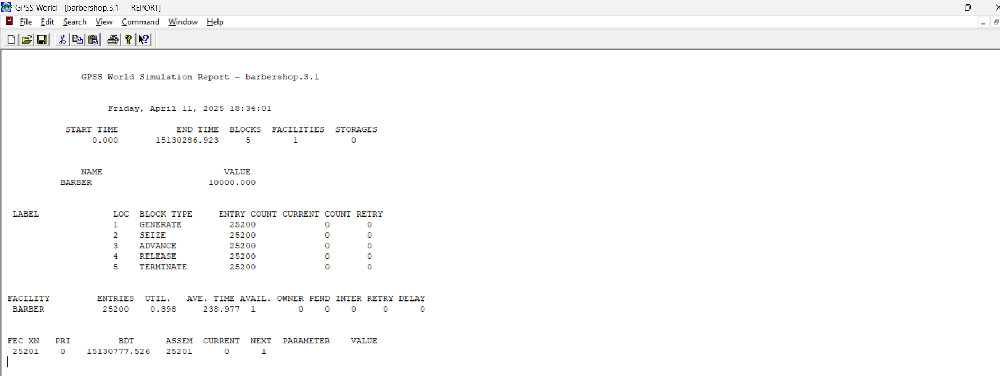 GPSS World - [barbershop.3.1 - REPORT]
File Edit Search View Command Window Help
GPSS World Simulation Report - barbershop.3.1
Friday, April 11, 2025 18:34:01
START TIME END TIME BLOCKS FACILITIES STORAGES
0.000 15130286.923 5 1 0
NAME VALUE
BARBER 10000.000
LABEL LOC BLOCK TYPE ENTRY COUNT CURRENT COUNT RETRY
1 GENERATE 25200 0 0
2 SEIZE 25200 0 0
3 ADVANCE 25200 0 0
4 RELEASE 25200 0 0
5 TERMINATE 25200 0 0
FACILITY ENTRIES UTIL. AVE. TIME AVAIL. OWNER PEND INTER RETRY DELAY
BARBER 25200 0.398 238.977 1 0 0 0 0 0
FEC XN PRI BDT ASSEM CURRENT NEXT PARAMETER VALUE
25201 0 15130777.526 25201 0 1